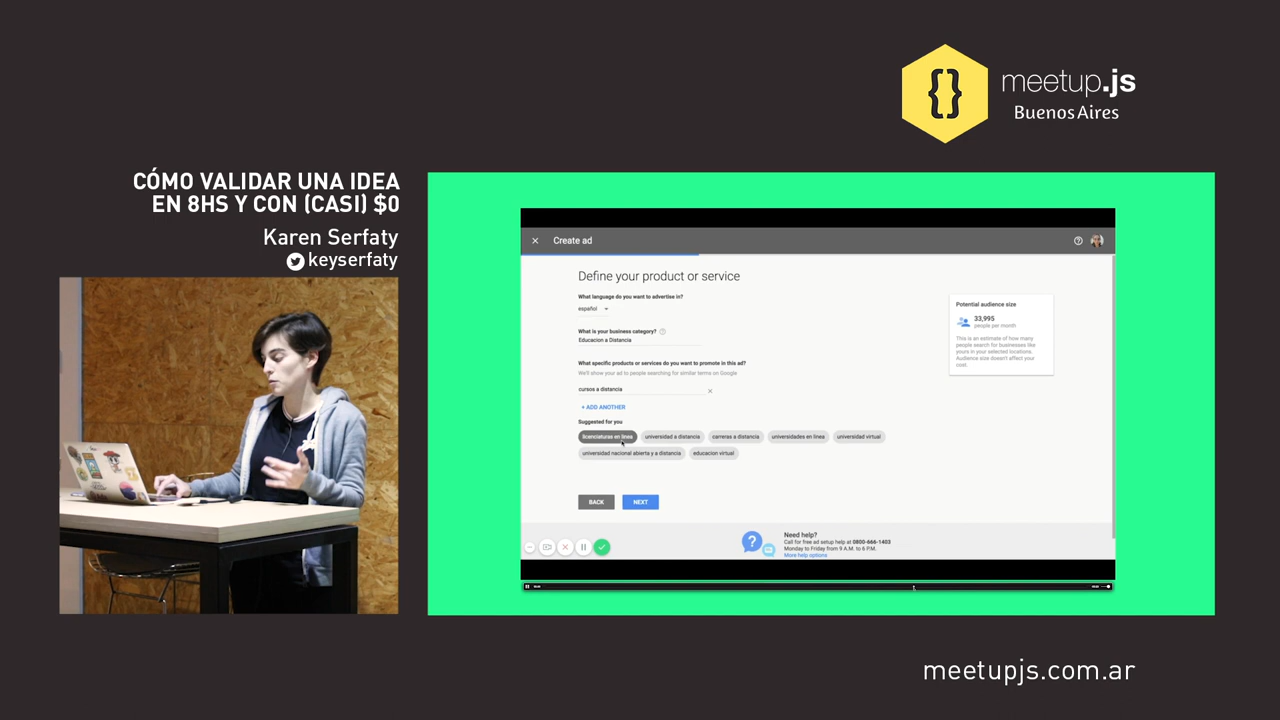 {}
meetup.js
Buenos Aires
CÓMO VALIDAR UNA IDEA
EN 8HS Y CON (CASI) $0
Karen Serfaty
keyserfaty
Create ad
Define your product or service
What language do you want to advertise in?
español
What is your business category?
Educacion a Distancia
What specific products or services do you want to promote in this ad?
We'll show your ad to people searching for similar terms on Google
cursos a distancia
+ ADD ANOTHER
Suggested for you
licenciaturas en linea
universidad a distancia
carreras a distancia
universidades en linea
universidad virtual
universidad nacional abierta y a distancia
educacion virtual
BACK
NEXT
Potential audience size
33,995
people per month
This is an estimate of how many
people search for businesses like
yours in your selected locations.
Audience size doesn't affect your
cost.
Need help?
Call for free ad setup help at 0800-666-1403
Monday to Friday from 9 A.M. to 6 P.M.
More help options
meetupjs.com.ar